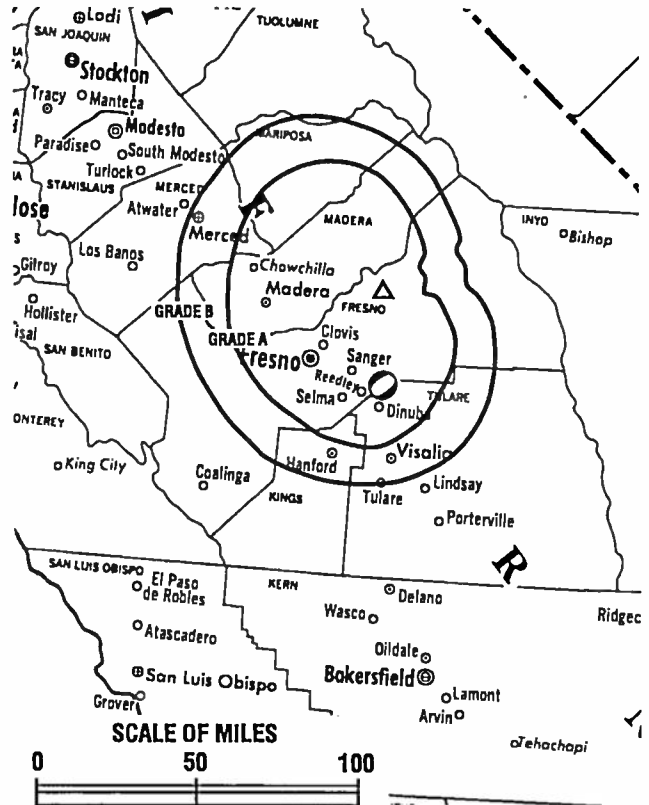 Lodi
TUOLUMNE
SAN JOAQUIN
Stockton
Tracy
Manteca
Modesto
MARIPOSA
Paradise
South Modesto
Turlock
STANISLAUS
MERCED
Atwater
Merced
MADERA
INYO
Bishop
Los Banos
Chowchilla
Gilroy
Madera
FRESNO
Hollister
GRADE B
GRADE A
Clovis
SAN BENITO
Fresno
Sanger
Reedley
Selma
Dinuba
TULARE
King City
Coalinga
Hanford
Visalia
KINGS
Tulare
Lindsay
Porterville
R
SAN LUIS OBISPO
El Paso
de Robles
KERN
Delano
Wasco
Ridgec
Atascadero
Oildale
San Luis Obispo
Bakersfield
Grover
Lamont
Arvin
Tehachapi
SCALE OF MILES
0 50 100